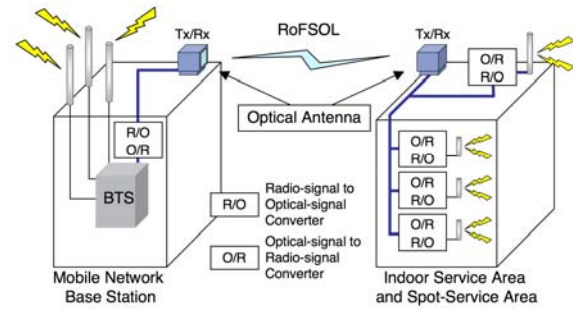 Tx/Rx
RoFSOL
Tx/Rx
O/R
R/O
Optical Antenna
R/O
O/R
BTS
O/R
R/O
O/R
R/O
O/R
R/O
R/O
Radio-signal to
Optical-signal
Converter
O/R
Optical-signal to
Radio-signal
Converter
Mobile Network
Base Station
Indoor Service Area
and Spot-Service Area